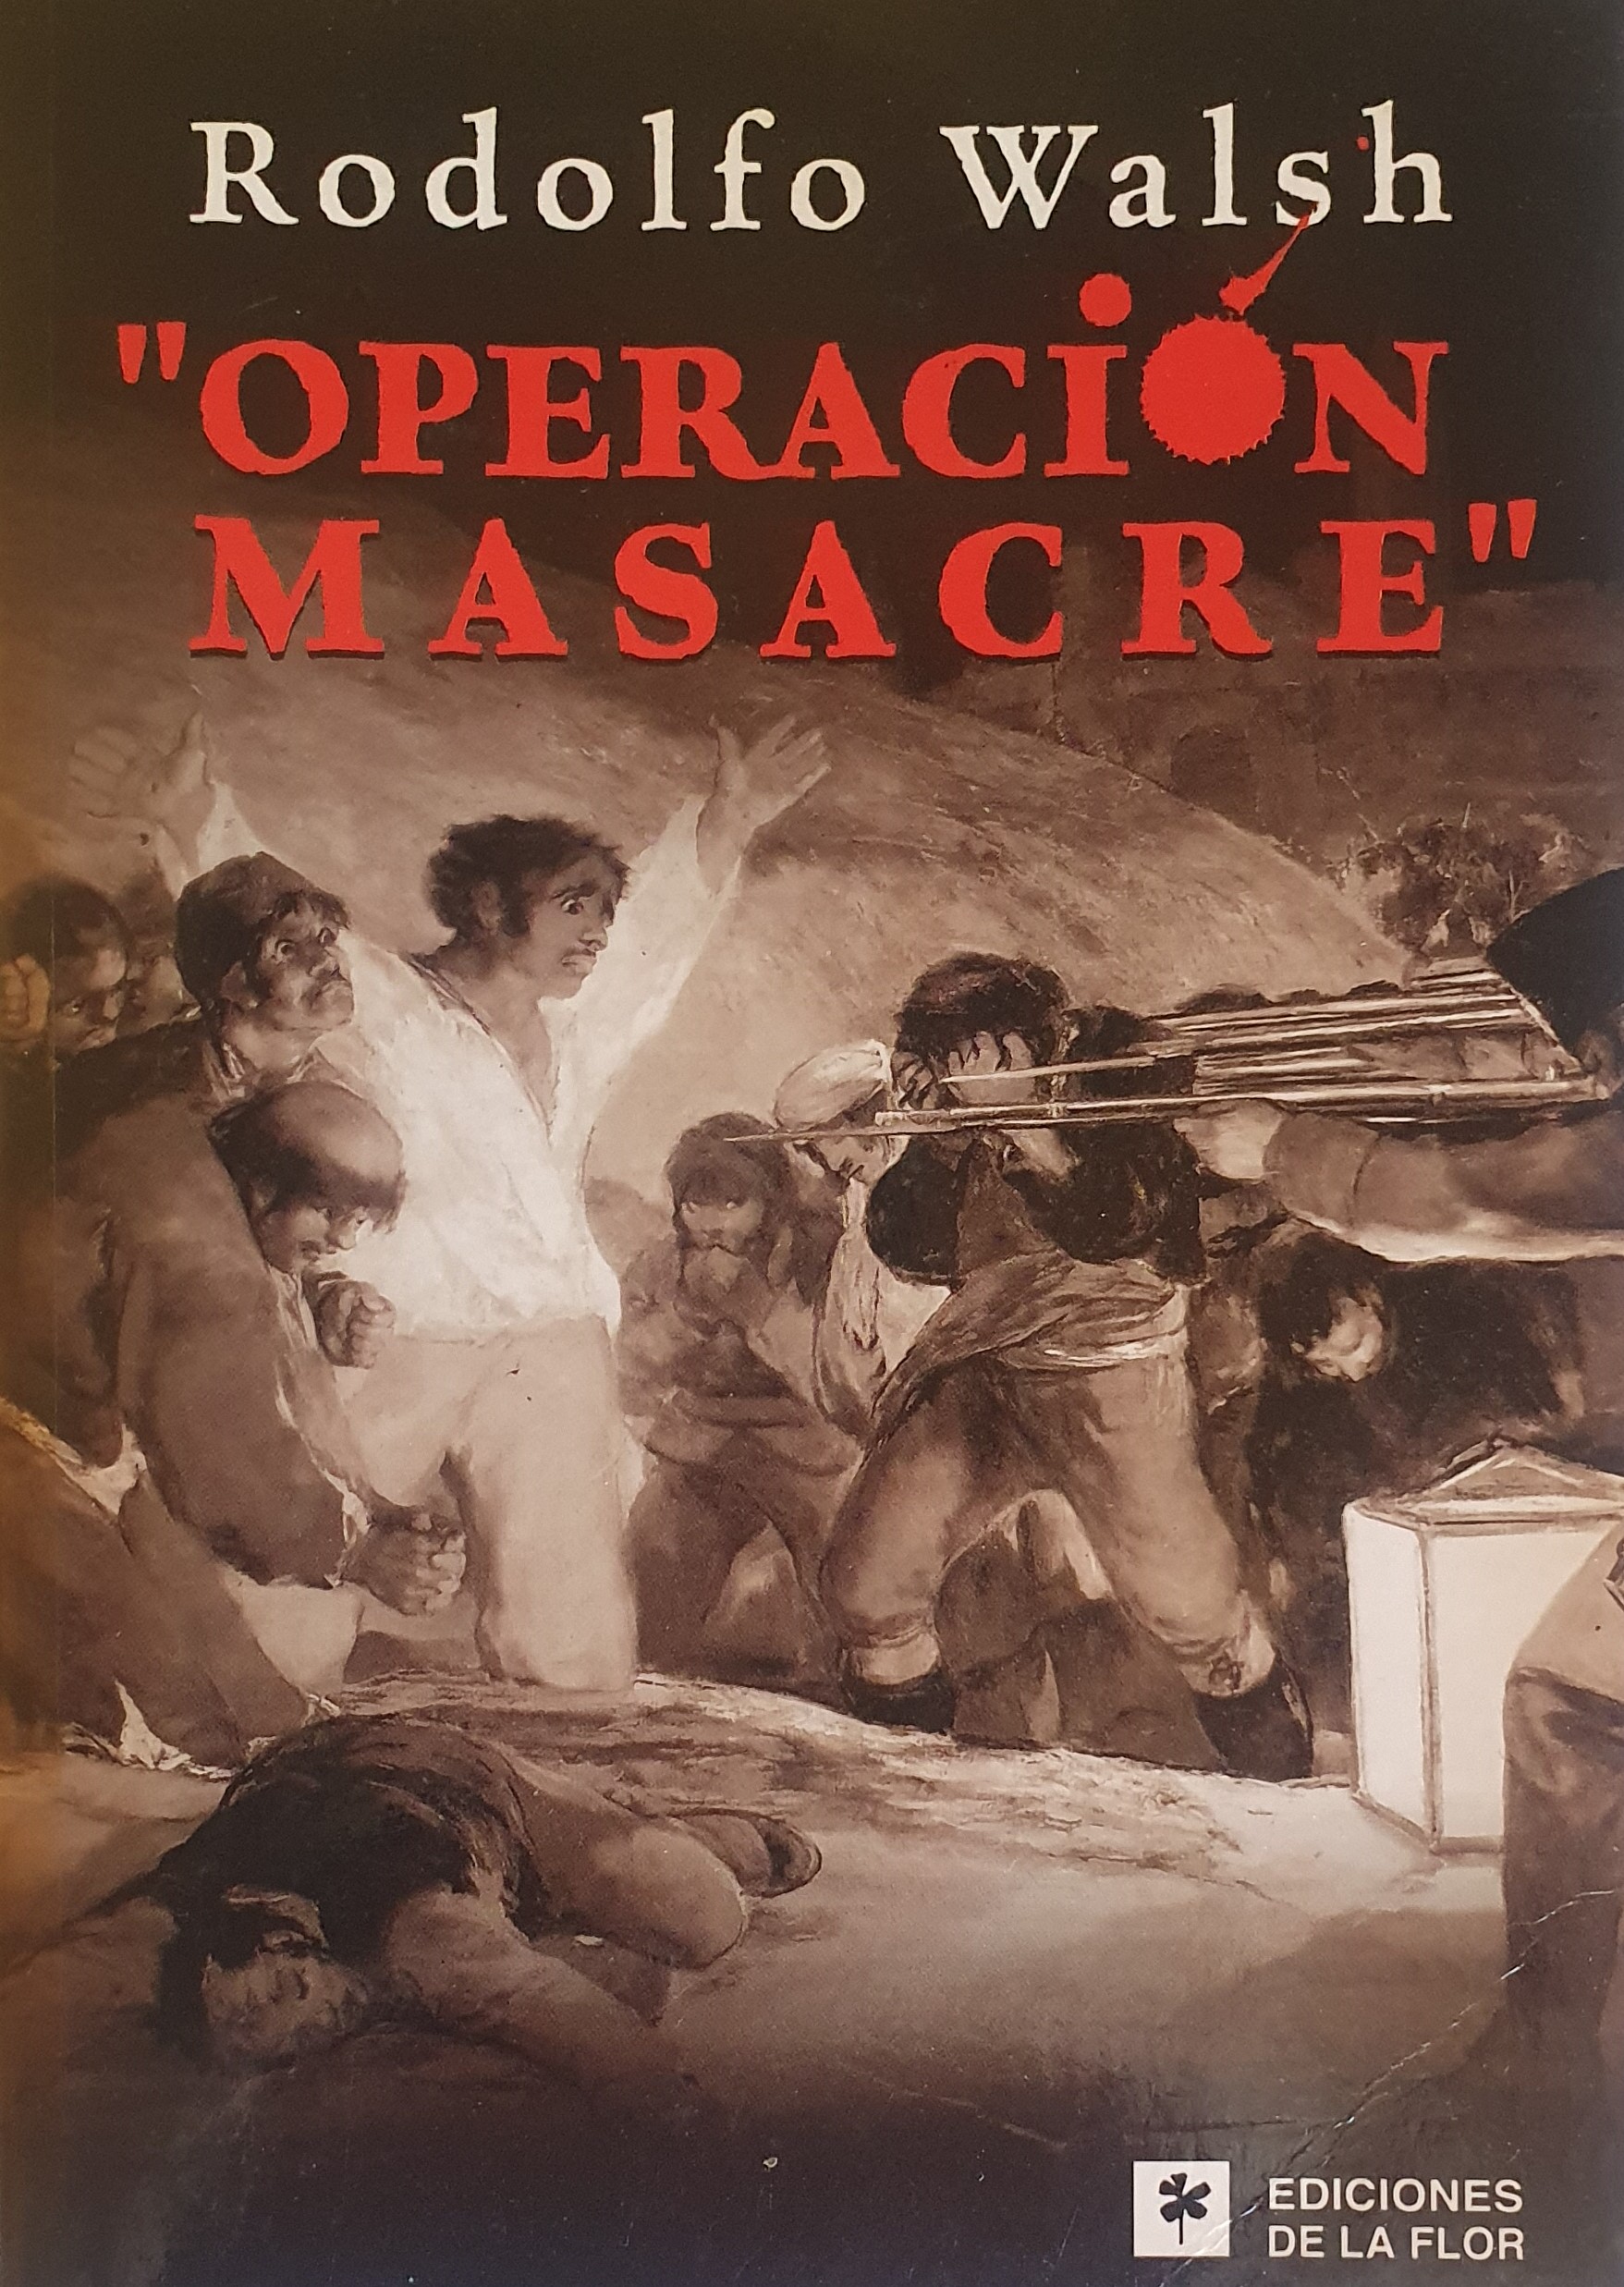 Rodolfo Walsh
"OPERACIÓN
MASACRE"
EDICIONES
DE LA FLOR